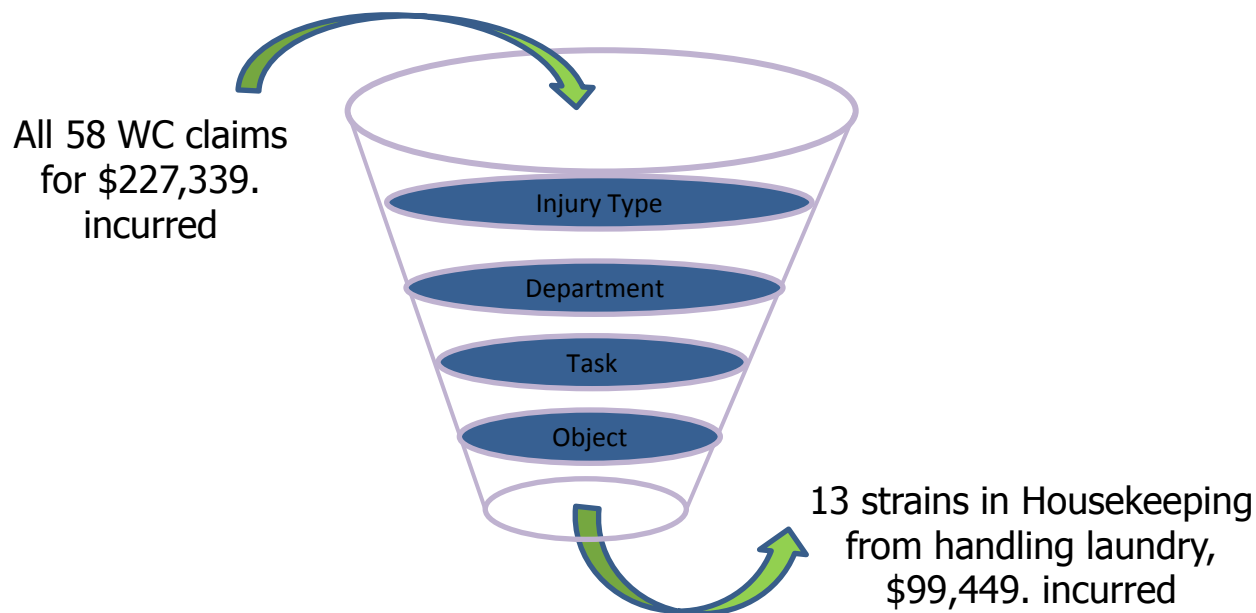 All 58 WC claims
for $227,339.
incurred
Injury Type
Department
Task
Object
13 strains in Housekeeping
from handling laundry,
$99,449. incurred